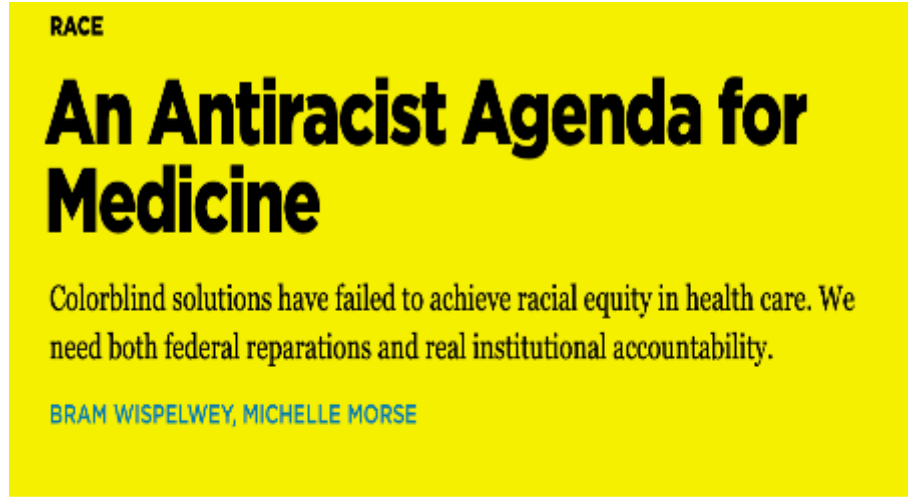 RACE
An Antiracist Agenda for
Medicine
Colorblind solutions have failed to achieve racial equity in health care. We
need both federal reparations and real institutional accountability.
BRAM WISPELWEY, MICHELLE MORSE